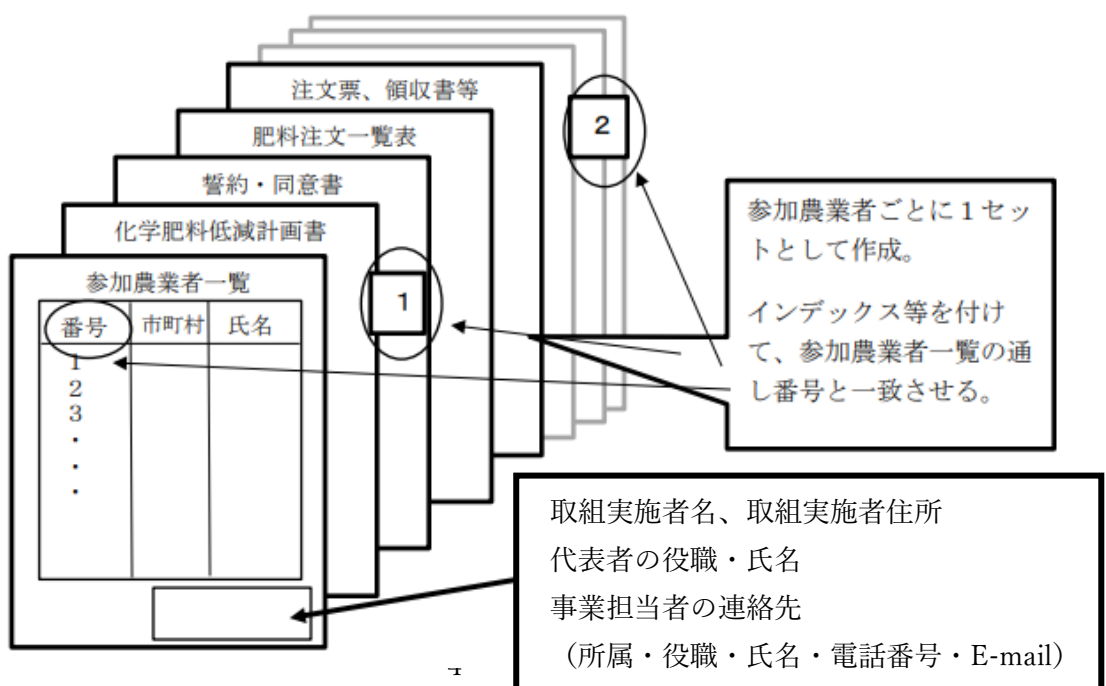 注文票、領収書等
2
肥料注文一覧表
誓約・同意書
化学肥料低減計画書
1
参加農業者一覧
番号 市町村 氏名
1
2
3
・
・
・
参加農業者ごとに１セッ
トとして作成。
インデックス等を付け
て、参加農業者一覧の通
し番号と一致させる。
取組実施者名、取組実施者住所
代表者の役職・氏名
事業担当者の連絡先
（所属・役職・氏名・電話番号・E-mail）